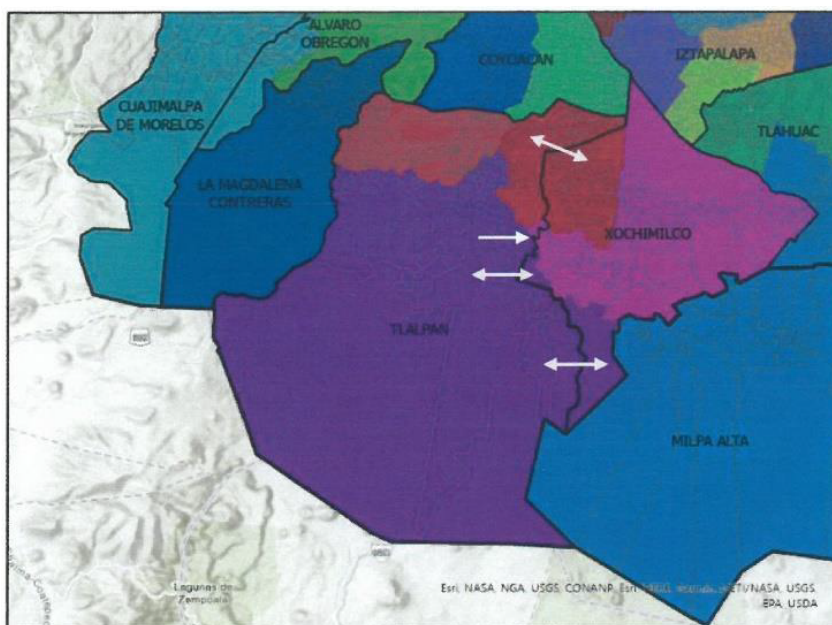 ALVARO
OBREGON
COYOACAN
IZTAPALAPA
CUAJIMALPA
DE MORELOS
TLAHUAC
LA MAGDALENA
CONTRERAS
XOCHIMILCO
TLALPAN
MILPA ALTA
Lagunas de
Zempoala
Esri, NASA, NGA, USGS, CONANP, Esri, NASA, USGS,
EPA, USDA